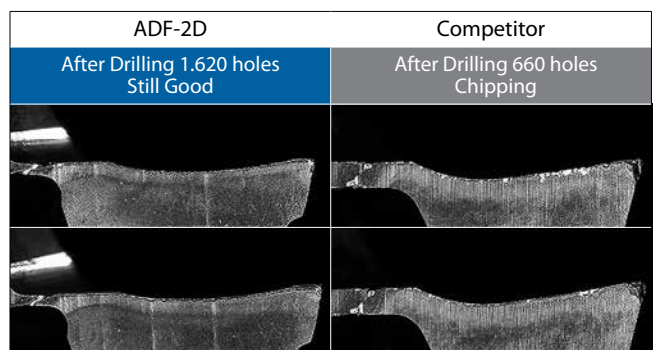 ADF-2D
Competitor
After Drilling 1.620 holes
Still Good
After Drilling 660 holes
Chipping